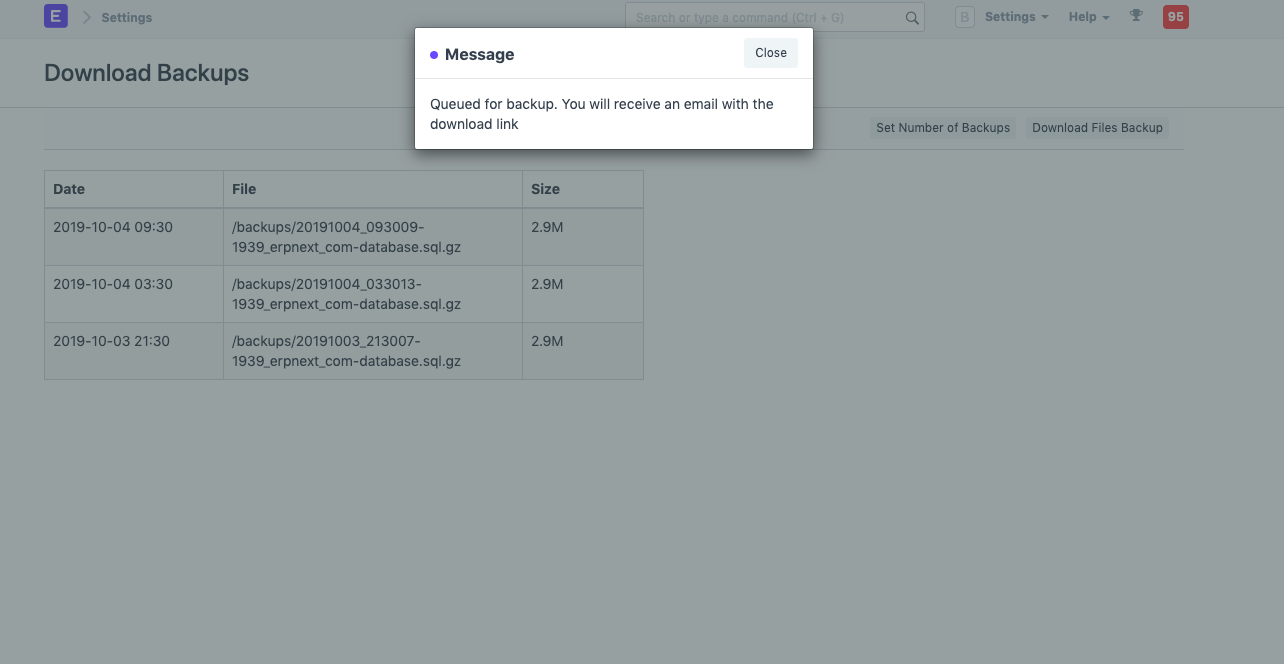 E Settings
Search or type a command (Ctrl + G)
B Settings Help 95
Message
Close
Download Backups
Queued for backup. You will receive an email with the
download link
Set Number of Backups Download Files Backup
Date File Size
2019-10-04 09:30 /backups/20191004_093009- 2.9M
1939_erpnext_com-database.sql.gz
2019-10-04 03:30 /backups/20191004_033013- 2.9M
1939_erpnext_com-database.sql.gz
2019-10-03 21:30 /backups/20191003_213007- 2.9M
1939_erpnext_com-database.sql.gz